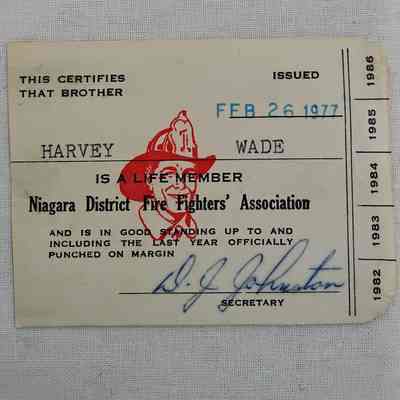 THIS CERTIFIES
THAT BROTHER
ISSUED
FEB 26 1977
HARVEY WADE
IS A LIFE MEMBER
Niagara District Fire Fighters' Association
AND IS IN GOOD STANDING UP TO AND
INCLUDING THE LAST YEAR OFFICIALLY
PUNCHED ON MARGIN
D. J. Johnston
SECRETARY
1986
1985
1984
1983
1982